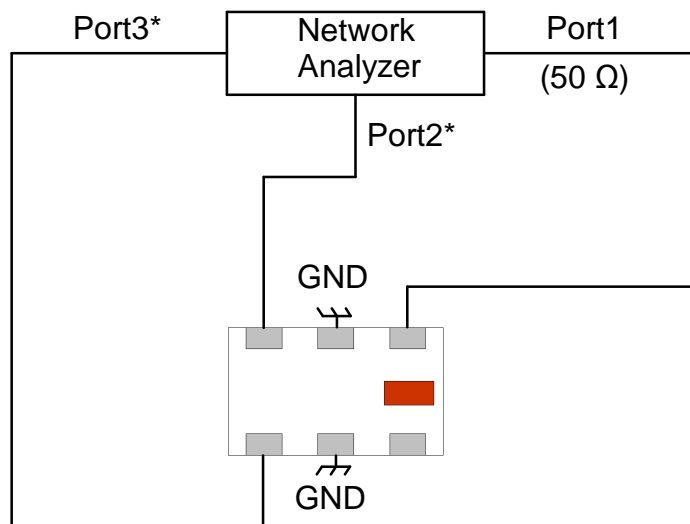 Port3*
Network
Analyzer
Port1
(50 Ω)
Port2*
GND
GND